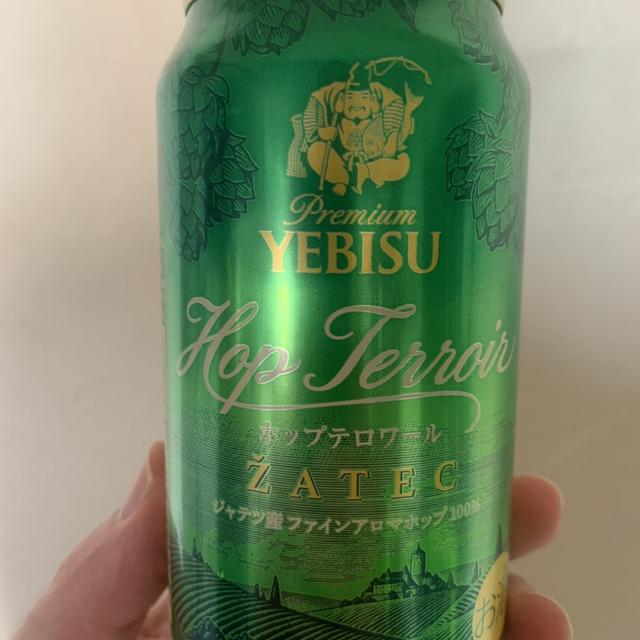 Premium
YEBISU
Hop Terroir
ホップテロワール
ŽATEC
ジャテツ産ファインアロマホップ100%